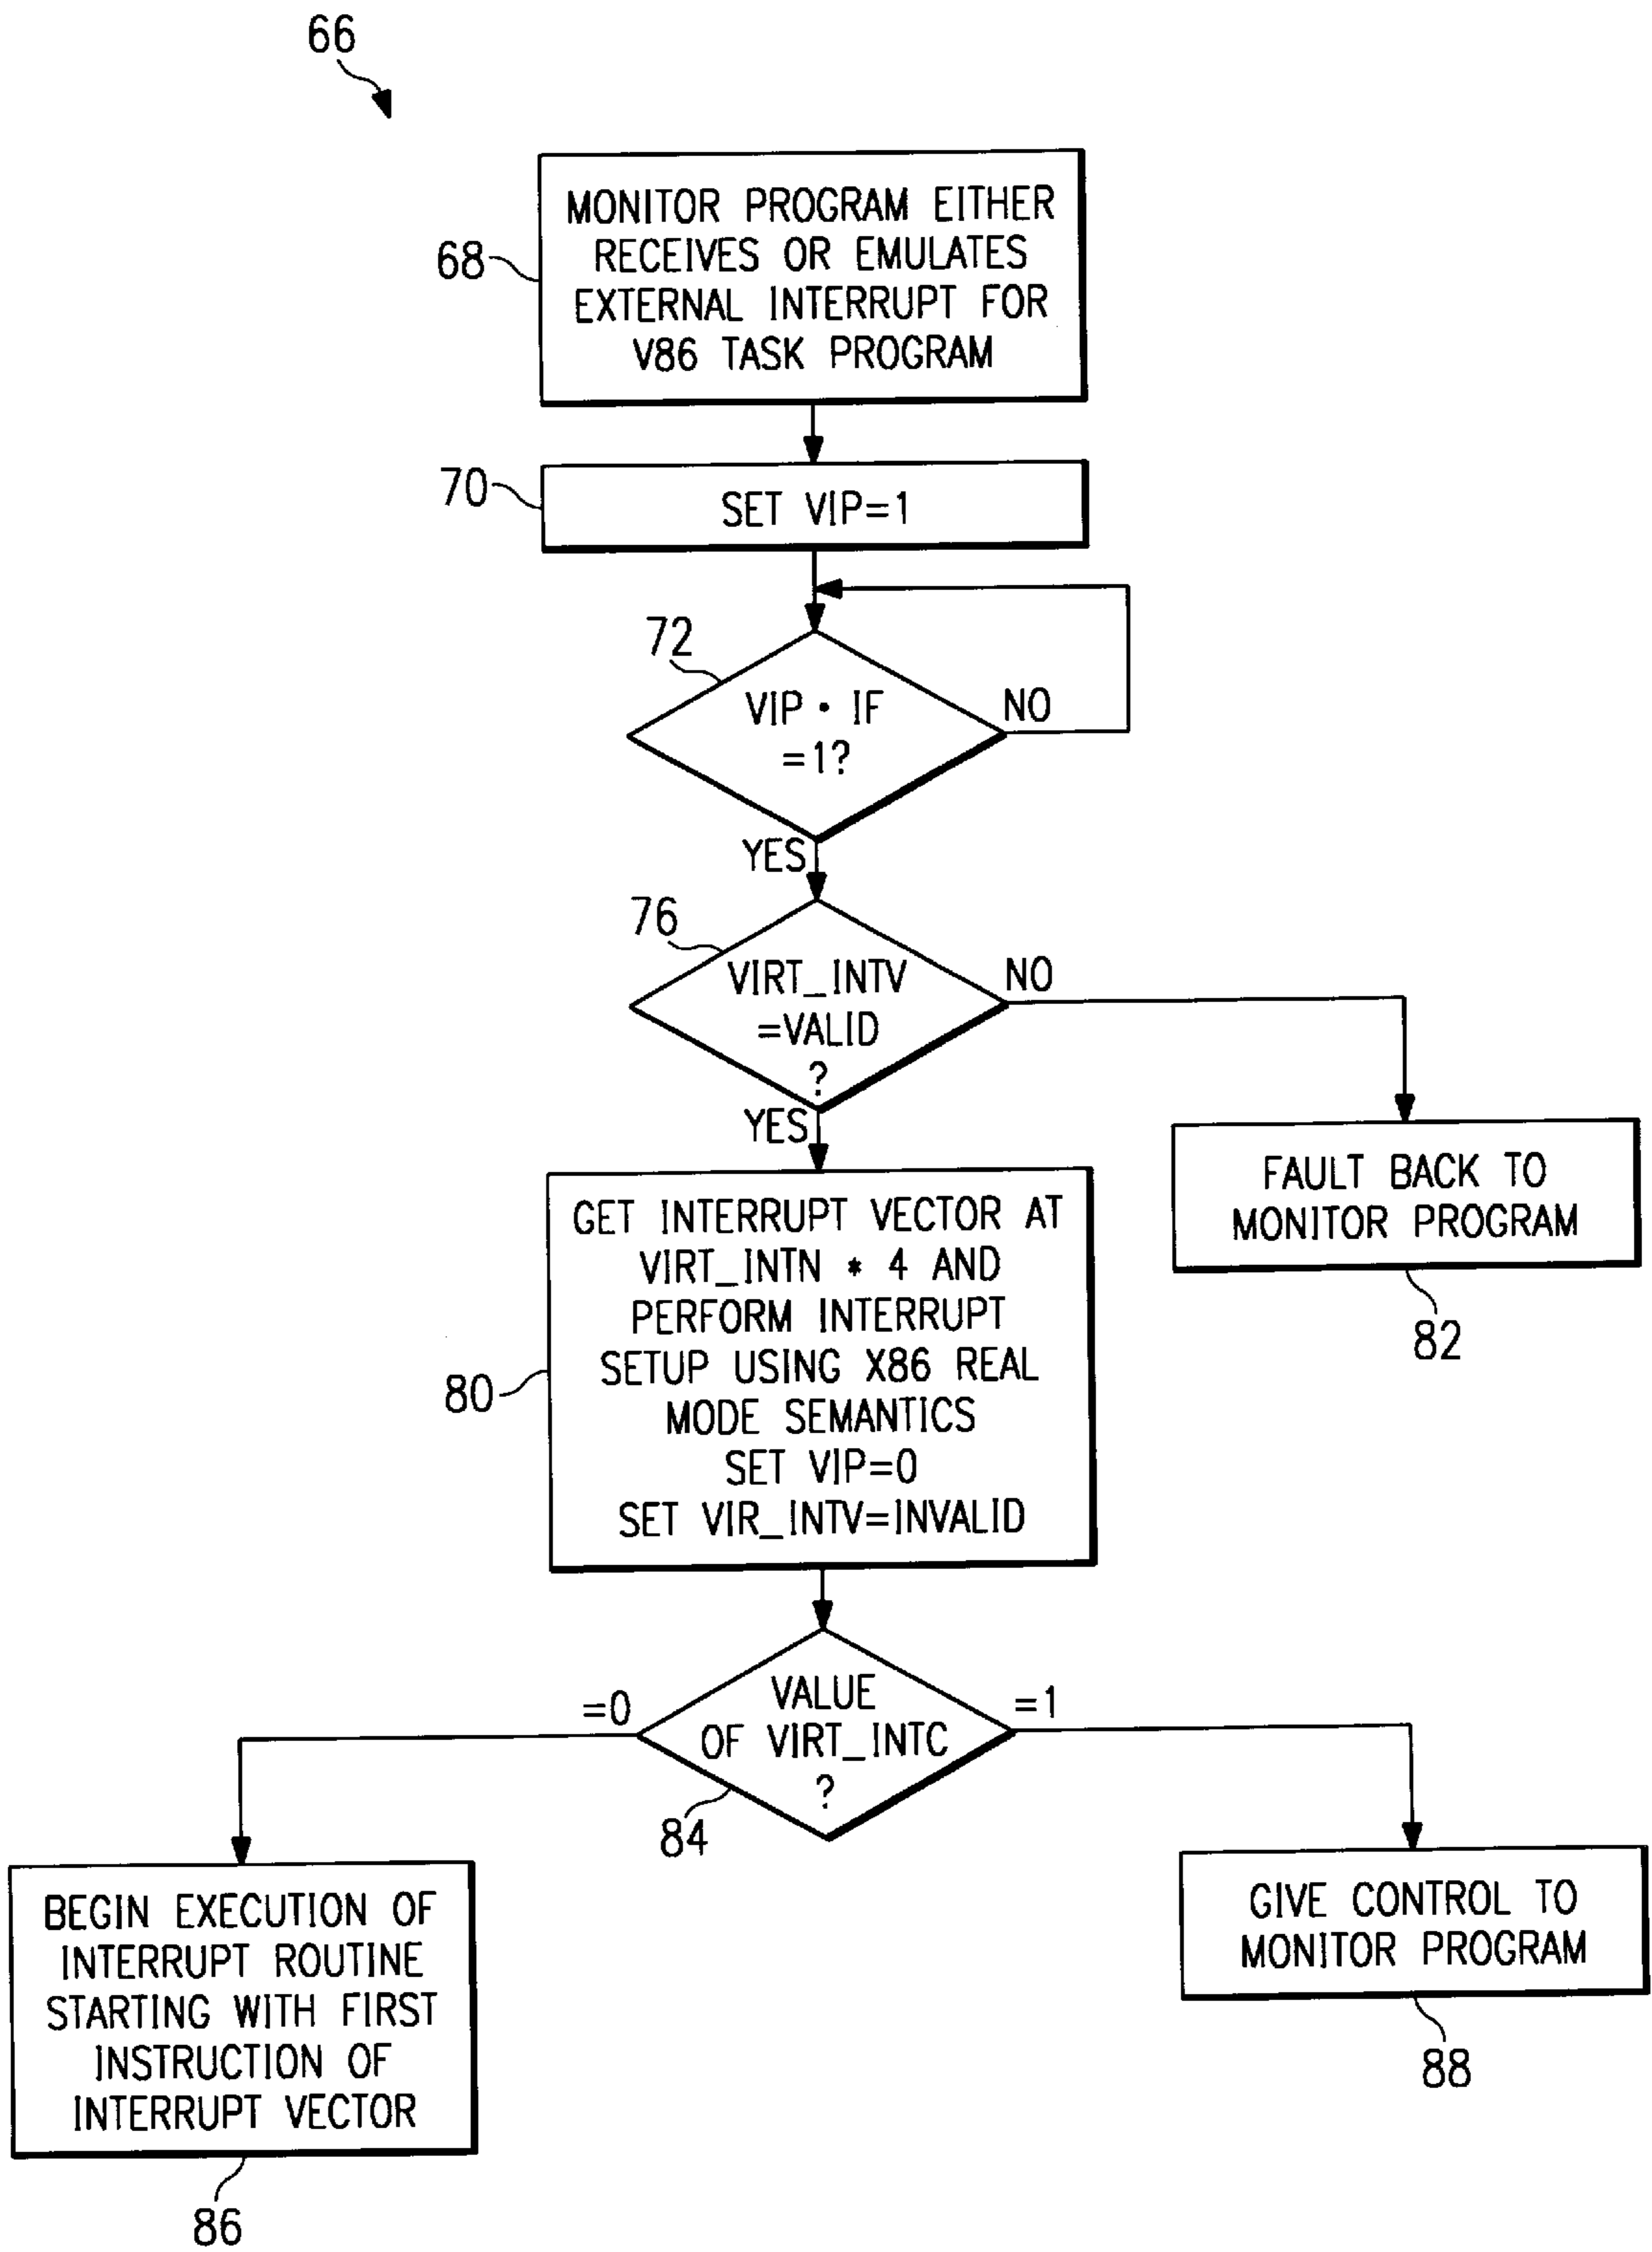 66
MONITOR PROGRAM EITHER
RECEIVES OR EMULATES
EXTERNAL INTERRUPT FOR
V86 TASK PROGRAM
68
70
SET VIP=1
72
VIP • IF
=1?
NO
YES
76
VIRT_INTV
=VALID
?
NO
YES
FAULT BACK TO
MONITOR PROGRAM
82
GET INTERRUPT VECTOR AT
VIRT_INTN * 4 AND
PERFORM INTERRUPT
SETUP USING X86 REAL
MODE SEMANTICS
SET VIP=0
SET VIR_INTV=INVALID
80
=0
VALUE
OF VIRT_INTC
?
=1
84
BEGIN EXECUTION OF
INTERRUPT ROUTINE
STARTING WITH FIRST
INSTRUCTION OF
INTERRUPT VECTOR
86
GIVE CONTROL TO
MONITOR PROGRAM
88